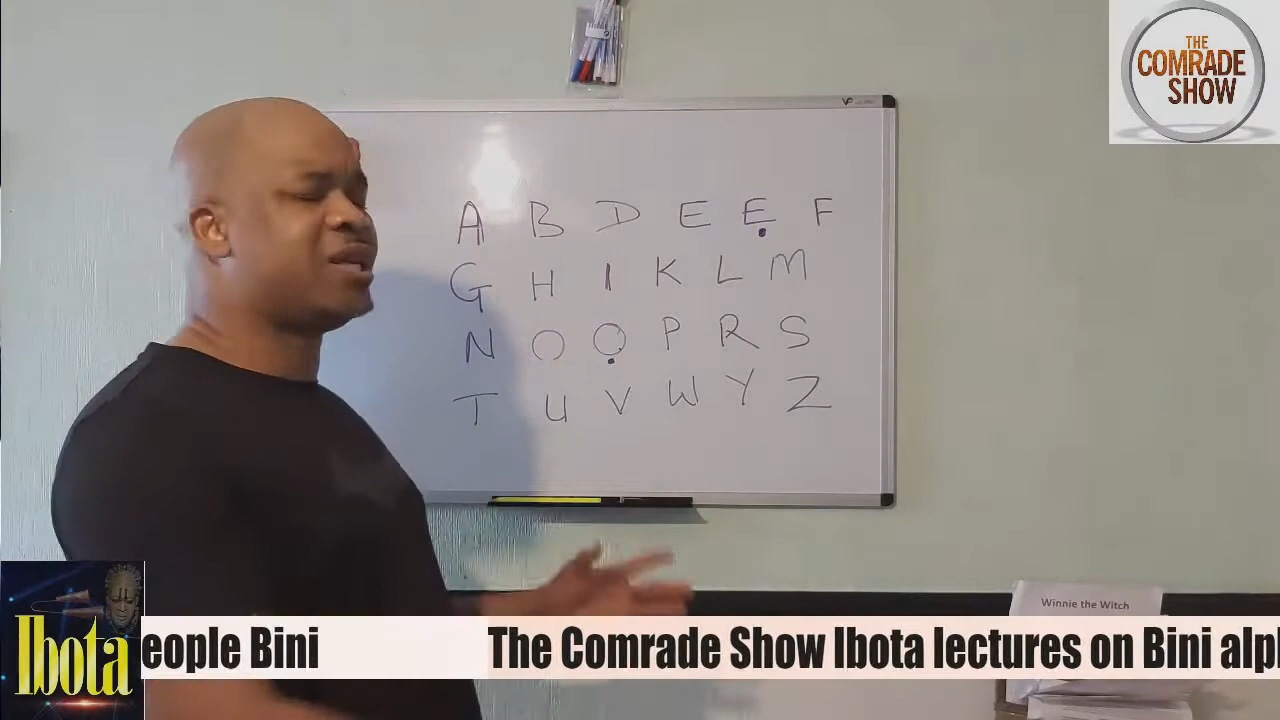 THE
COMRADE
SHOW
A B D E Ẹ F
G H I K L M
N O Ọ P R S
T U V W Y Z
Winnie the Witch
Ibota
eople Bini The Comrade Show Ibota lectures on Bini alp